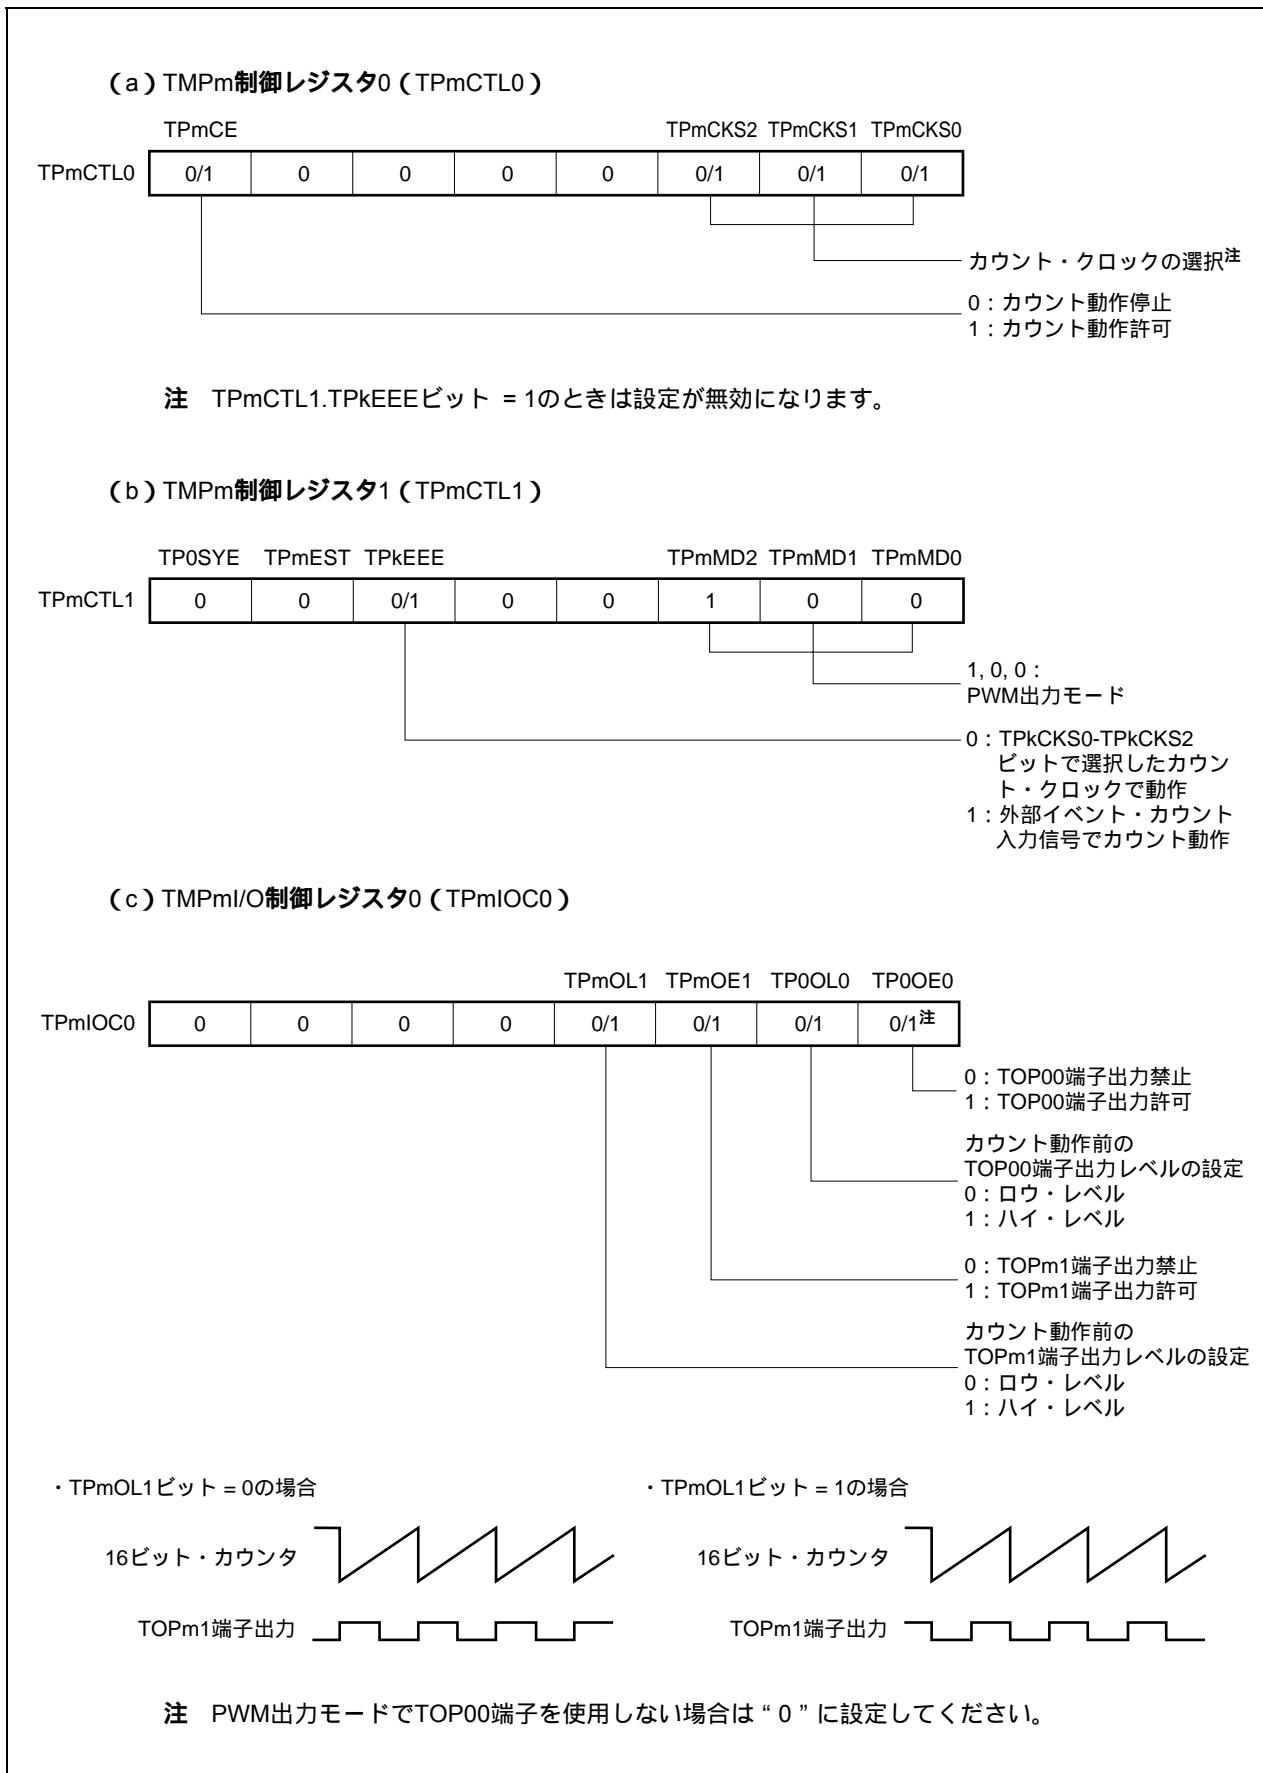 （a）TMPm制御レジスタ0（TPmCTL0）
TPmCE TPmCKS2 TPmCKS1 TPmCKS0
TPmCTL0 0/1 0 0 0 0 0/1 0/1 0/1
カウント・クロックの選択注
0：カウント動作停止
1：カウント動作許可
注 TPmCTL1.TPkEEEビット = 1のときは設定が無効になります。
（b）TMPm制御レジスタ1（TPmCTL1）
TP0SYE TPmEST TPkEEE TPmMD2 TPmMD1 TPmMD0
TPmCTL1 0 0 0/1 0 0 1 0 0
1, 0, 0：
PWM出力モード
0：TPkCKS0-TPkCKS2
ビットで選択したカウン
ト・クロックで動作
1：外部イベント・カウント
入力信号でカウント動作
（c）TMPmI/O制御レジスタ0（TPmIOC0）
TPmOL1 TPmOE1 TP0OL0 TP0OE0
TPmIOC0 0 0 0 0 0/1 0/1 0/1 0/1注
0：TOP00端子出力禁止
1：TOP00端子出力許可
カウント動作前の
TOP00端子出力レベルの設定
0：ロウ・レベル
1：ハイ・レベル
0：TOPm1端子出力禁止
1：TOPm1端子出力許可
カウント動作前の
TOPm1端子出力レベルの設定
0：ロウ・レベル
1：ハイ・レベル
・TPmOL1ビット = 0の場合
16ビット・カウンタ
TOPm1端子出力
・TPmOL1ビット = 1の場合
16ビット・カウンタ
TOPm1端子出力
注 PWM出力モードでTOP00端子を使用しない場合は“0”に設定してください。